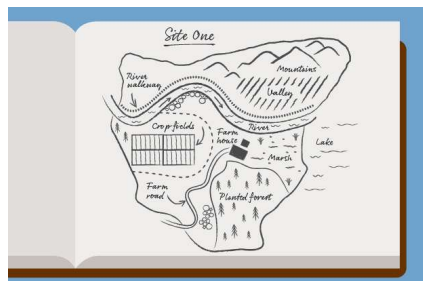 Site One
Mountains
River
walkway
Valley
Crop fields
Farm
house
River
Lake
Marsh
Farm
road
Planted forest